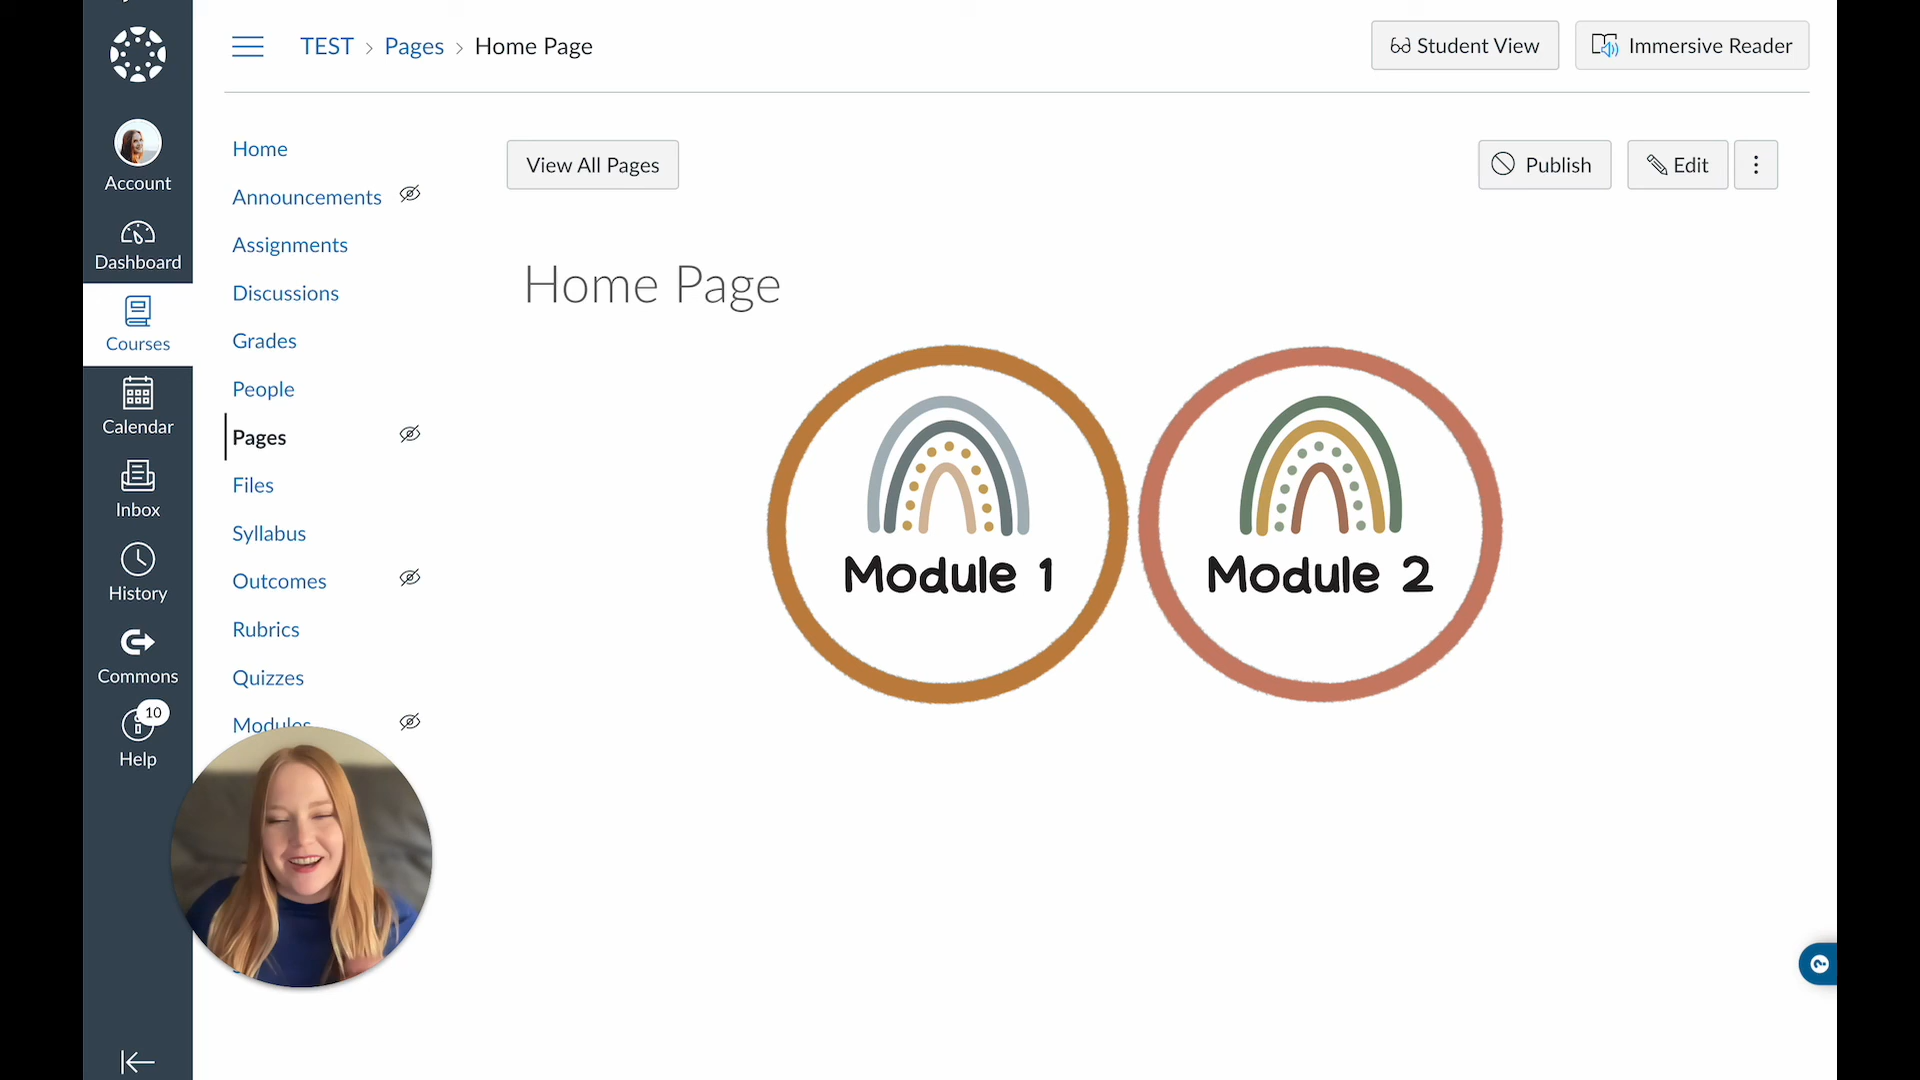 TEST > Pages > Home Page
Student View
Immersive Reader
Account
Dashboard
Courses
Calendar
Inbox
History
Commons
10
Help
Home
Announcements
Assignments
Discussions
Grades
People
Pages
Files
Syllabus
Outcomes
Rubrics
Quizzes
Modules
View All Pages
Publish
Edit
Home Page
Module 1
Module 2